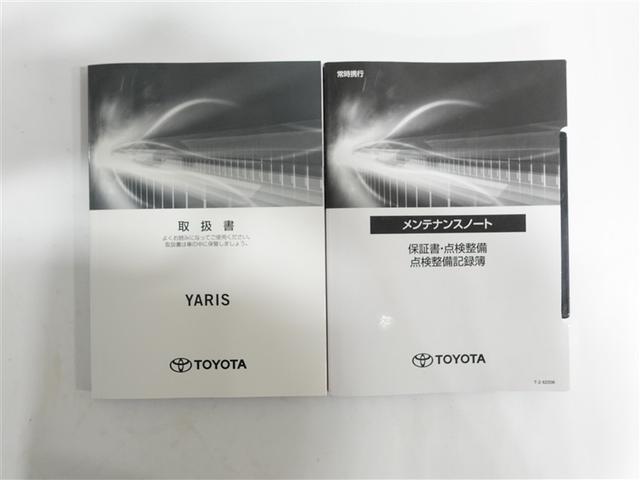 取扱書
よくお読みになってご使用ください。
取扱書は車の中に保管しましょう。
YARIS
TOYOTA
常時携行
メンテナンスノート
保証書・点検整備
点検整備記録簿
TOYOTA